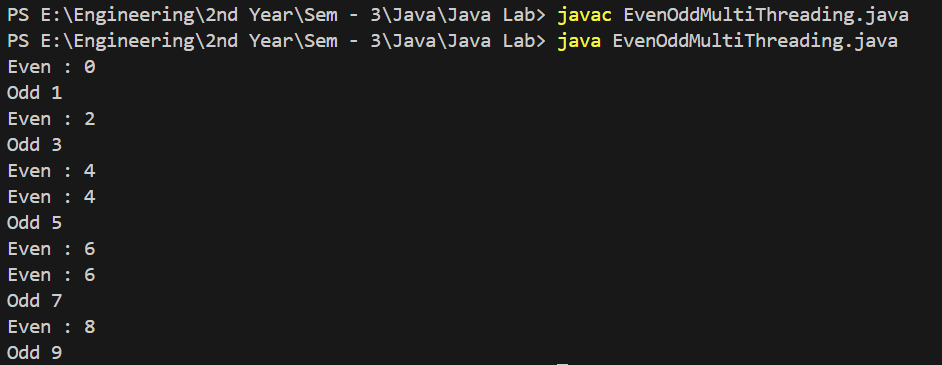 PS E:\Engineering\2nd Year\Sem - 3\Java\Java Lab> javac EvenOddMultiThreading.java
PS E:\Engineering\2nd Year\Sem - 3\Java\Java Lab> java EvenOddMultiThreading.java
Even : 0
Odd 1
Even : 2
Odd 3
Even : 4
Even : 4
Odd 5
Even : 6
Even : 6
Odd 7
Even : 8
Odd 9